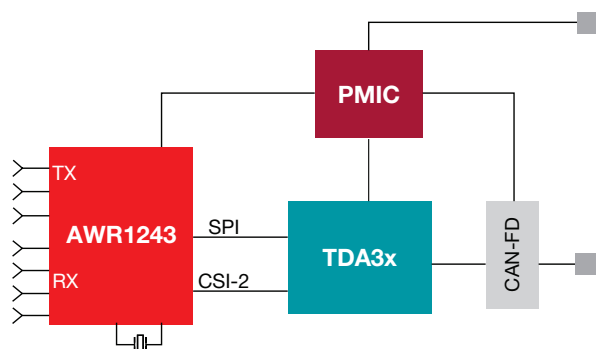 PMIC
TX
AWR1243
RX
SPI
CSI-2
TDA3x
CAN-FD